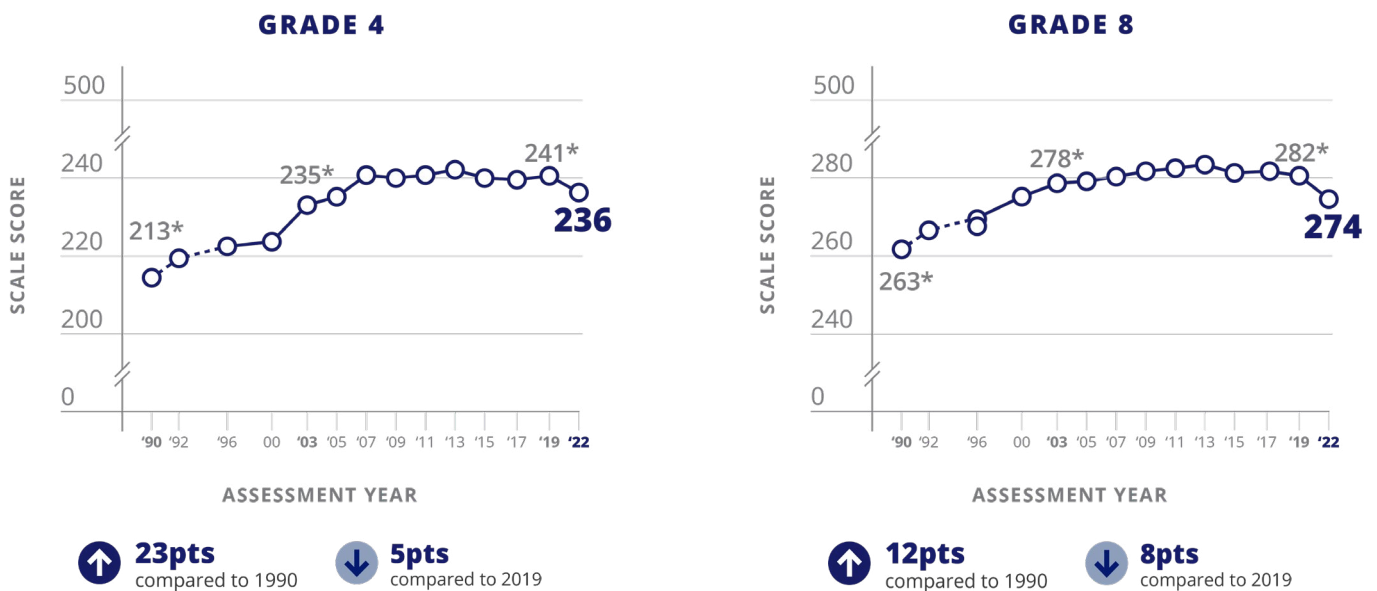 GRADE 4
SCALE SCORE
500
240
220
200
0
213*
235*
241*
236
‘90 ‘92 ‘96 00 ‘03 ‘05 ‘07 ‘09 ‘11 ‘13 ‘15 ‘17 ‘19 ‘22
ASSESSMENT YEAR
23pts
compared to 1990
5pts
compared to 2019
GRADE 8
SCALE SCORE
500
280
260
240
0
263*
278*
282*
274
‘90 ‘92 ‘96 00 ‘03 ‘05 ‘07 ‘09 ‘11 ‘13 ‘15 ‘17 ‘19 ‘22
ASSESSMENT YEAR
12pts
compared to 1990
8pts
compared to 2019